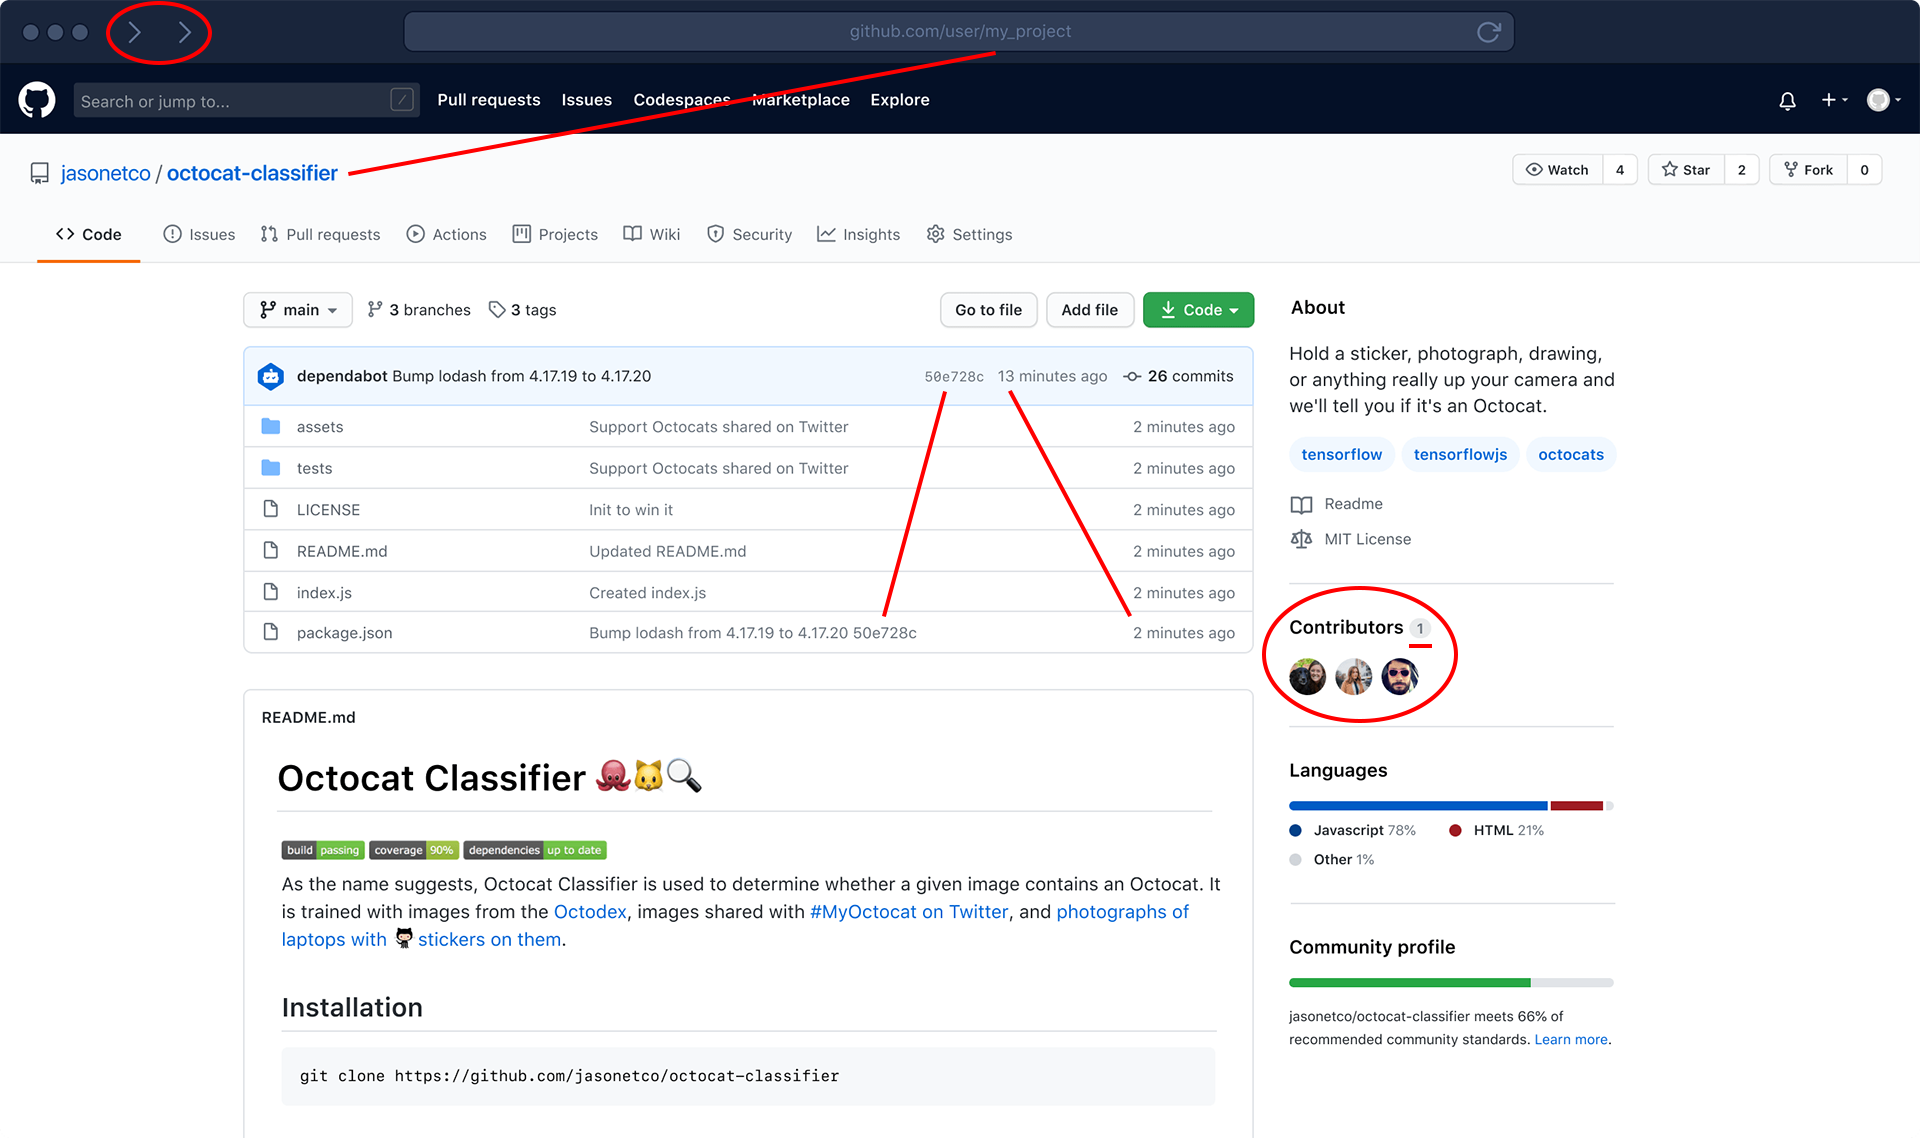 github.com/user/my_project
Search or jump to... /
Pull requests Issues Codespaces Marketplace Explore
jasonetco / octocat-classifier
Watch 4 Star 2 Fork 0
Code Issues Pull requests Actions Projects Wiki Security Insights Settings
main 3 branches 3 tags
Go to file Add file Code
dependabot Bump lodash from 4.17.19 to 4.17.20 50e728c 13 minutes ago 26 commits
assets Support Octocats shared on Twitter 2 minutes ago
tests Support Octocats shared on Twitter 2 minutes ago
LICENSE Init to win it 2 minutes ago
README.md Updated README.md 2 minutes ago
index.js Created index.js 2 minutes ago
package.json Bump lodash from 4.17.19 to 4.17.20 50e728c 2 minutes ago
README.md
Octocat Classifier
build passing coverage 90% dependencies up to date
As the name suggests, Octocat Classifier is used to determine whether a given image contains an Octocat. It
is trained with images from the Octodex, images shared with #MyOctocat on Twitter, and photographs of
laptops with stickers on them.
Installation
git clone https://github.com/jasonetco/octocat-classifier
About
Hold a sticker, photograph, drawing,
or anything really up your camera and
we'll tell you if it's an Octocat.
tensorflow tensorflowjs octocats
Readme
MIT License
Contributors 1
Languages
Javascript 78% HTML 21%
Other 1%
Community profile
jasonetco/octocat-classifier meets 66% of
recommended community standards. Learn more.